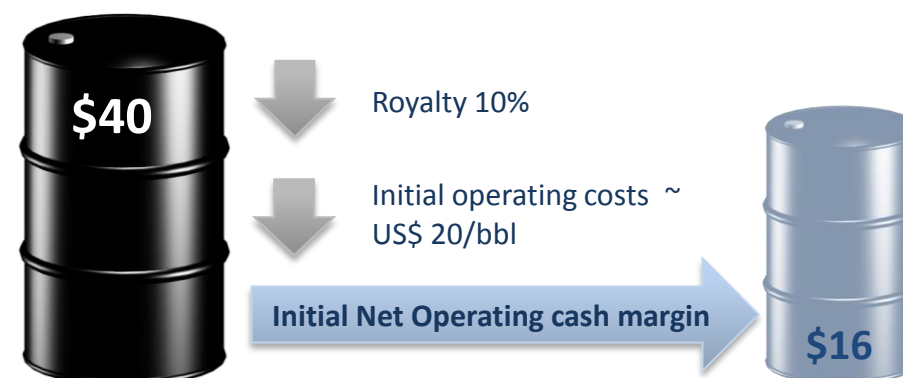 $40
Royalty 10%
Initial operating costs ~
US$ 20/bbl
Initial Net Operating cash margin
$16